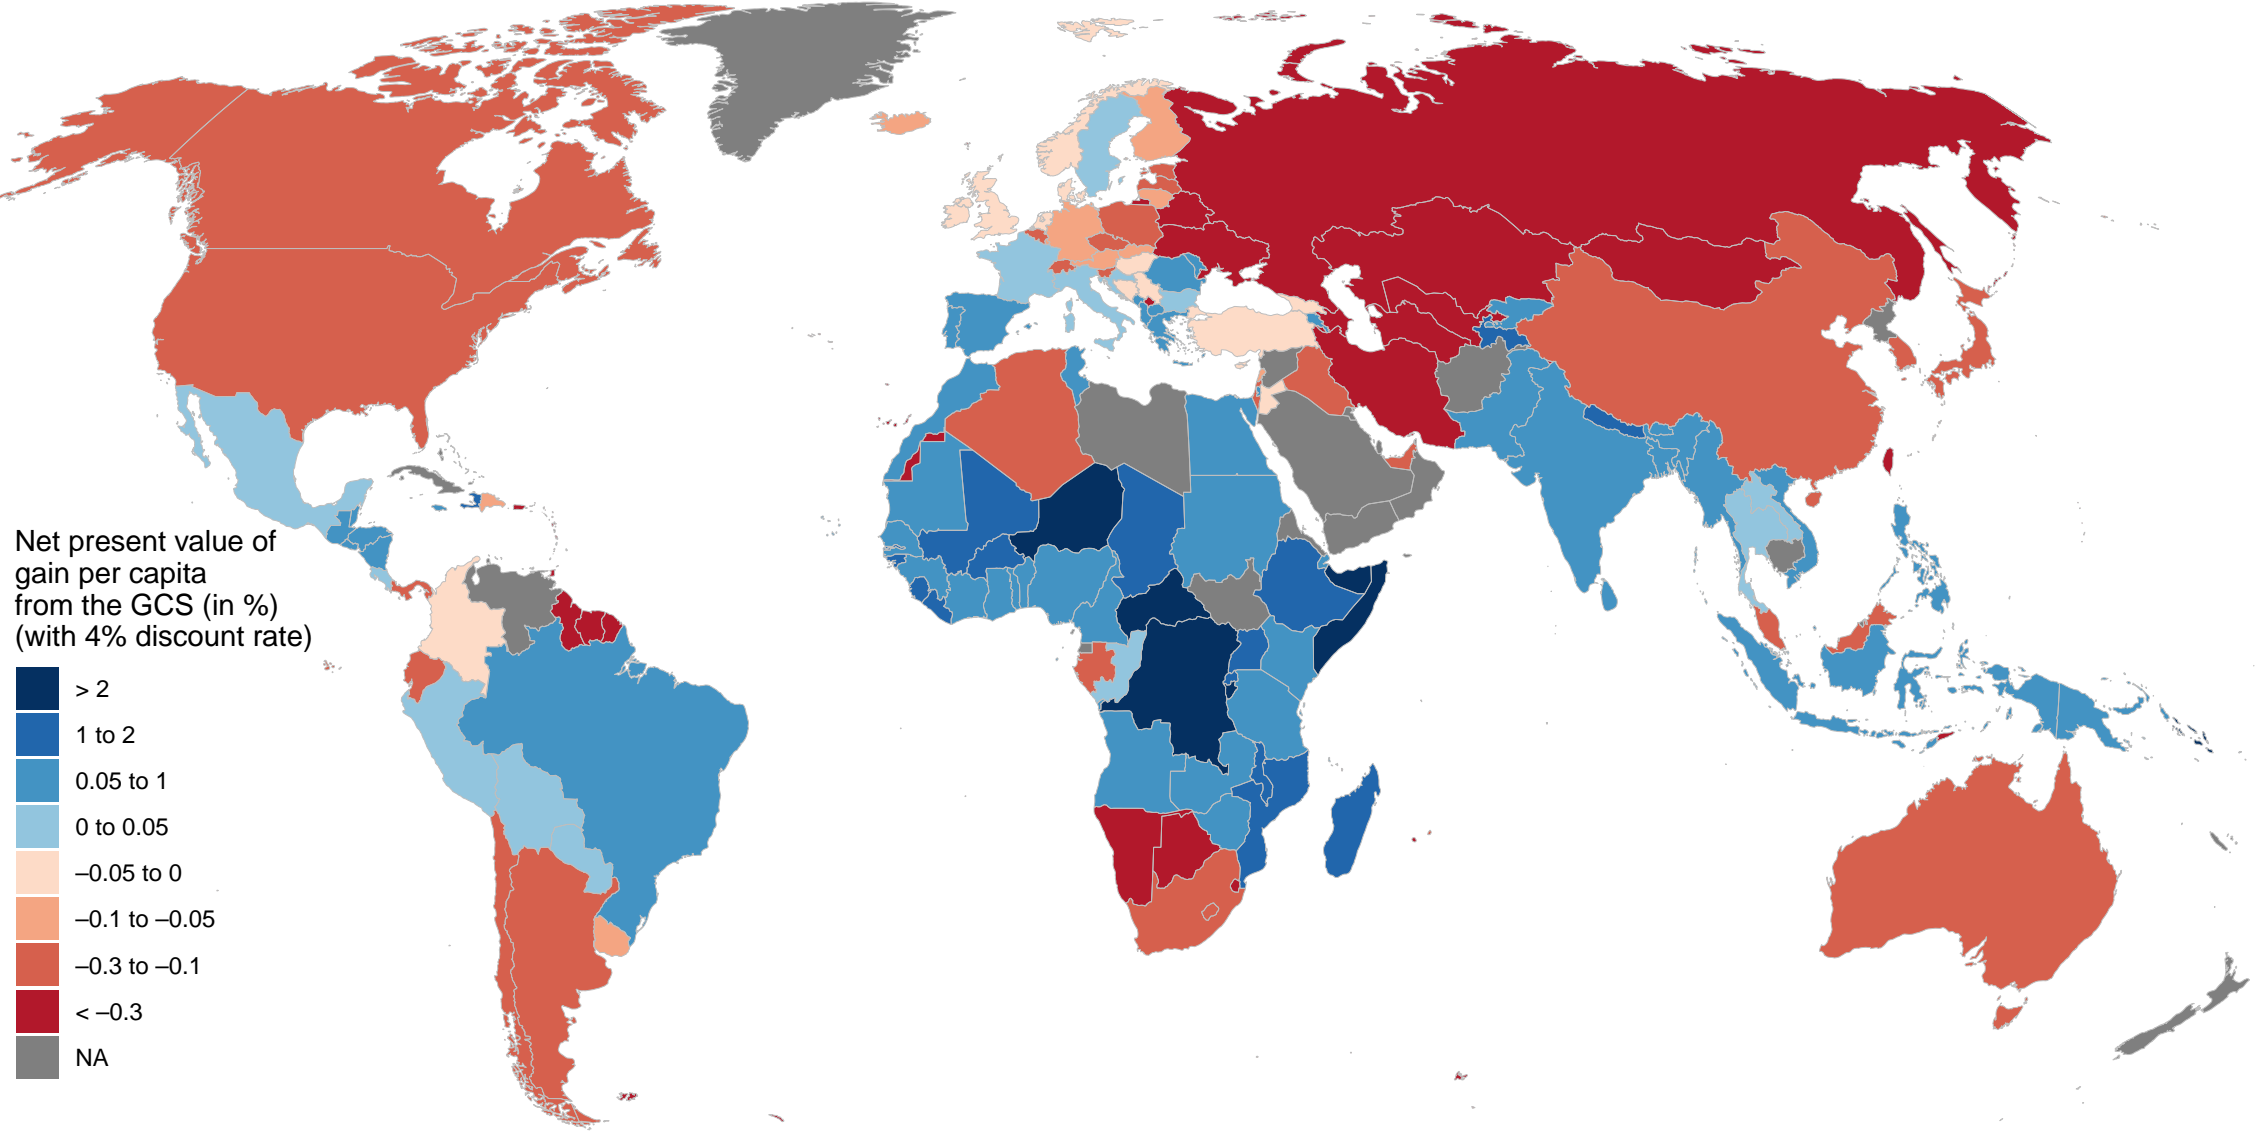 Net present value of
gain per capita
from the GCS (in %)
(with 4% discount rate)
> 2
1 to 2
0.05 to 1
0 to 0.05
–0.05 to 0
–0.1 to –0.05
–0.3 to –0.1
< –0.3
NA